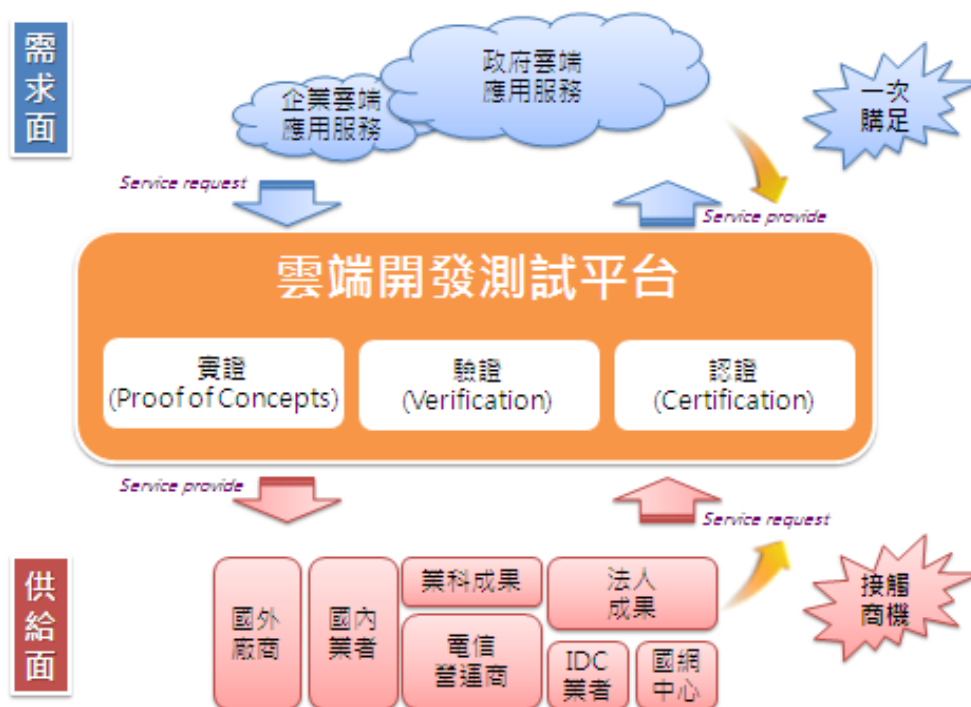 需求面
政府雲端
應用服務
企業雲端
應用服務
一次
購足
Service request
Service provide
雲端開發測試平台
實證
(Proof of Concepts)
驗證
(Verification)
認證
(Certification)
Service provide
Service request
供給面
國外
廠商
國內
業者
業科成果
電信
營運商
法人
成果
IDC
業者
國網
中心
接觸
商機